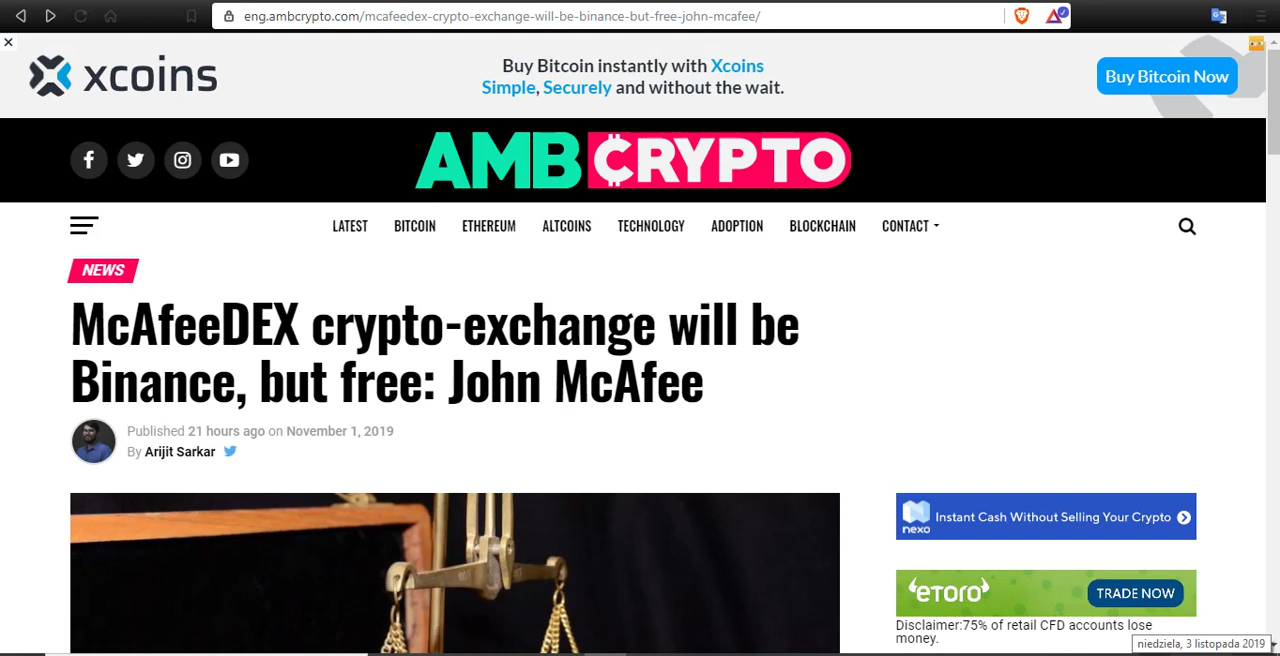 eng.ambcrypto.com/mcafeedex-crypto-exchange-will-be-binance-but-free-john-mcafee/
xcoins
Buy Bitcoin instantly with Xcoins
Simple, Securely and without the wait.
Buy Bitcoin Now
AMBCRYPTO
LATEST BITCOIN ETHEREUM ALTCOINS TECHNOLOGY ADOPTION BLOCKCHAIN CONTACT
NEWS
McAfeeDEX crypto-exchange will be
Binance, but free: John McAfee
Published 21 hours ago on November 1, 2019
By Arijit Sarkar
nexo
Instant Cash Without Selling Your Crypto
eToro
TRADE NOW
Disclaimer:75% of retail CFD accounts lose
money.
niedziela, 3 listopada 2019